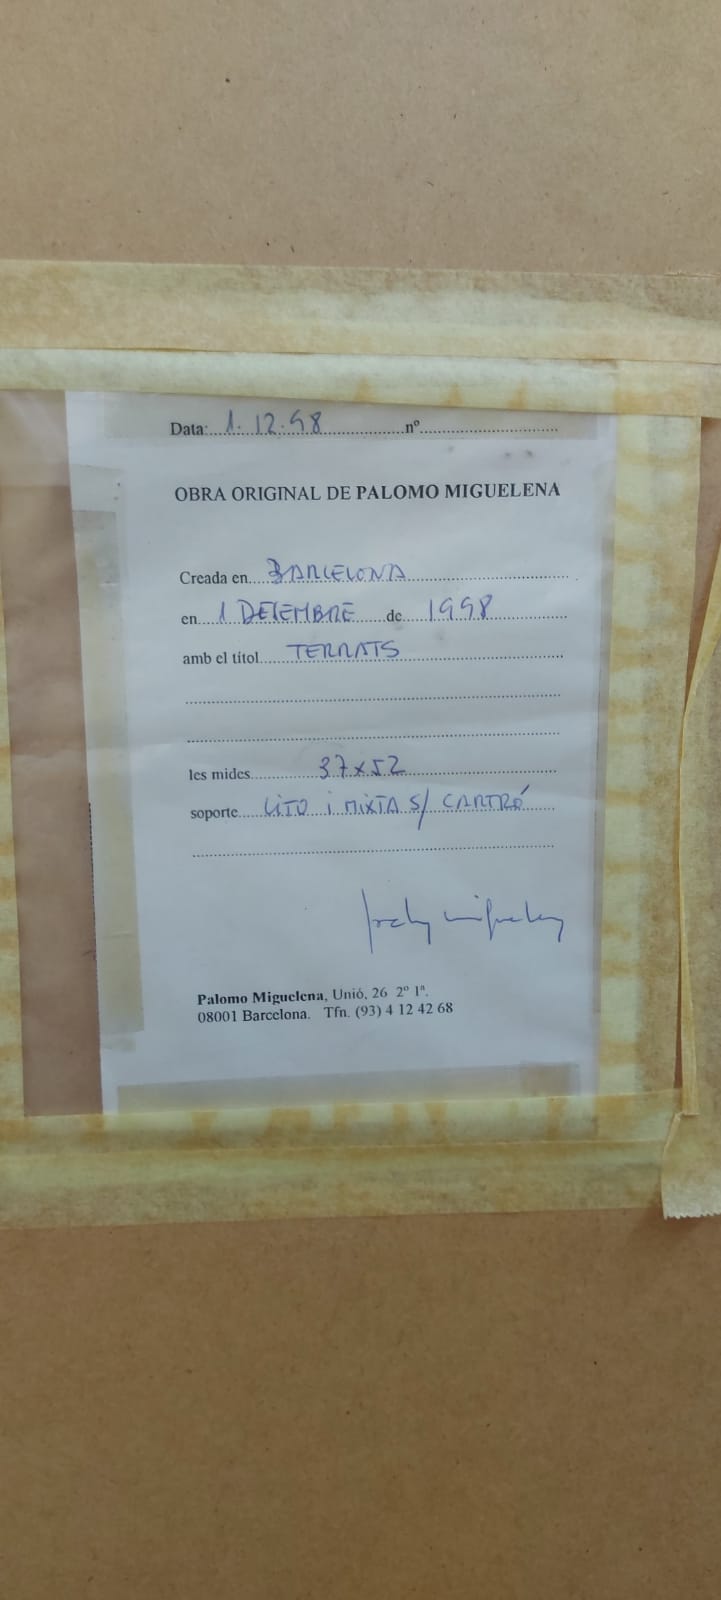 Data: 1.12.98 nº
OBRA ORIGINAL DE PALOMO MIGUELENA
Creada en BARCELONA
en 1 DESEMBRE de 1998
amb el títol TERRATS
les mides 37x52
soporte LITO i MIXTA S/ CARTRÓ
Palomo Miguelena, Unió, 26 2º 1ª.
08001 Barcelona. Tfn. (93) 4 12 42 68